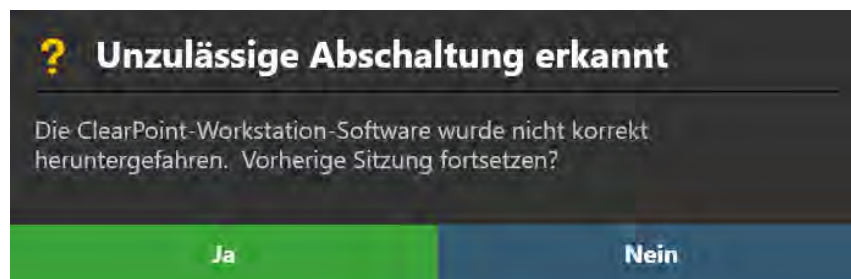 ? Unzulässige Abschaltung erkannt
Die ClearPoint-Workstation-Software wurde nicht korrekt
heruntergefahren.  Vorherige Sitzung fortsetzen?
Ja
Nein